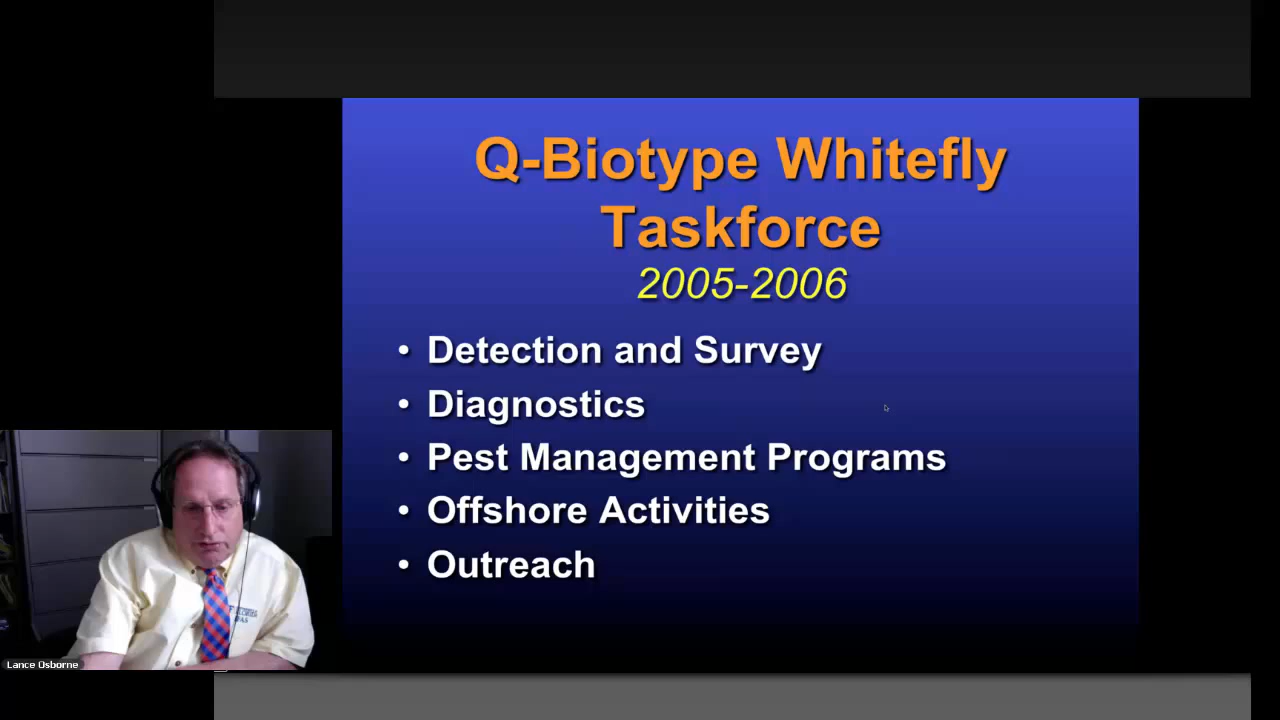 Q-Biotype Whitefly
Taskforce
2005-2006
• Detection and Survey
• Diagnostics
• Pest Management Programs
• Offshore Activities
• Outreach
Lance Osborne